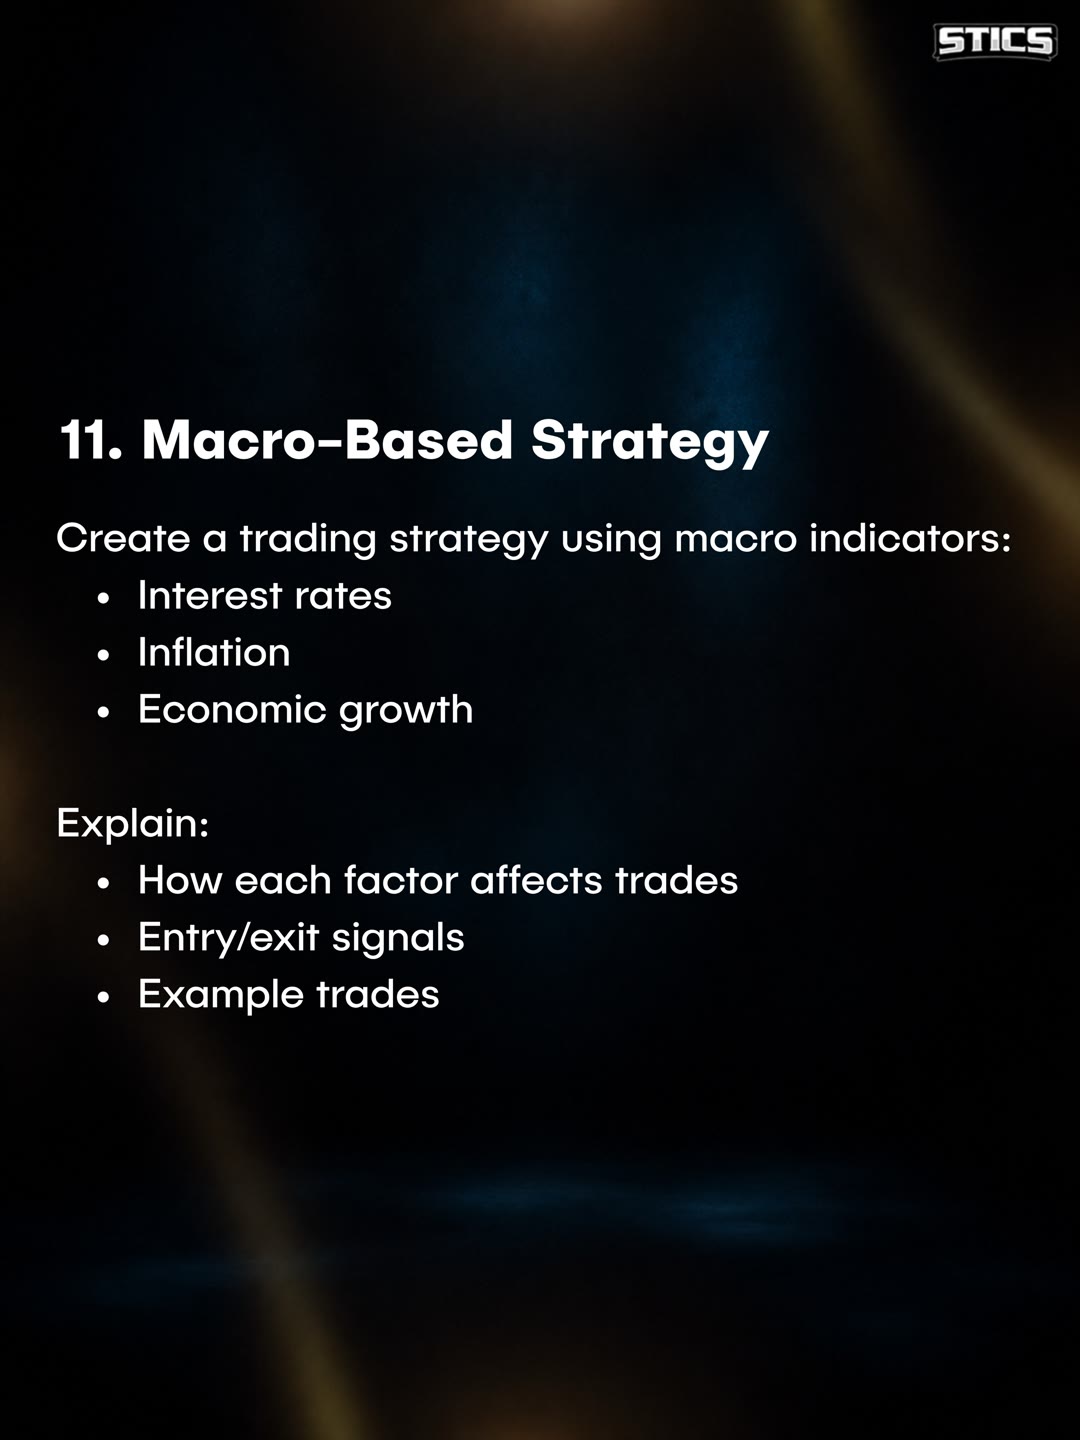 STICS
11. Macro-Based Strategy
Create a trading strategy using macro indicators:
• Interest rates
• Inflation
• Economic growth
Explain:
• How each factor affects trades
• Entry/exit signals
• Example trades